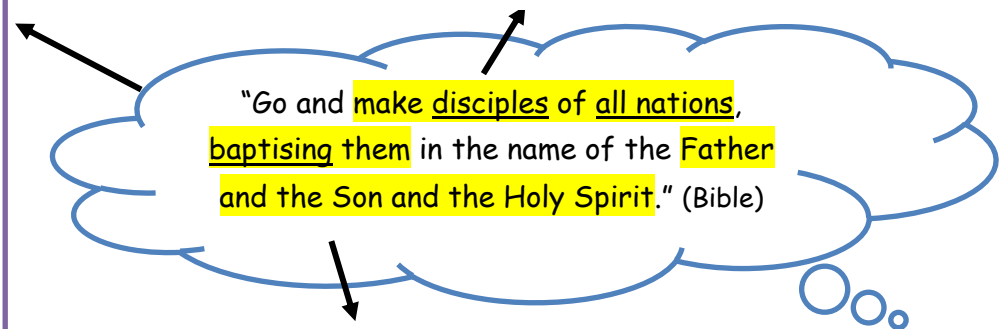 “Go and make disciples of all nations,
baptising them in the name of the Father
and the Son and the Holy Spirit.” (Bible)